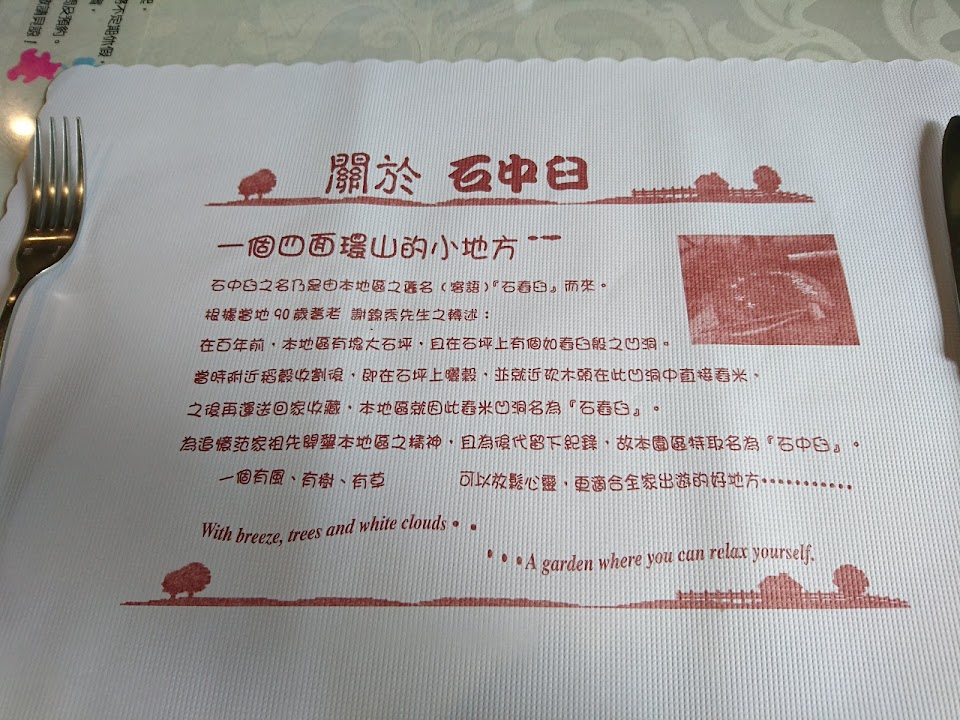 關於 石中臼
一個四面環山的小地方---
石中臼之名乃是由本地區之舊名(客語)『石舂臼』而來。
根據當地90歲耆老 謝錦秀先生之轉述:
在百年前,本地區有塊大石坪,且在石坪上有個如舂臼般之凹洞。
當時附近稻穀收割後,即在石坪上曬穀,並就近砍木頭在此凹洞中直接舂米,
之後再運送回家收藏,本地區就因此舂米凹洞名為『石舂臼』。
為追憶范家祖先開墾本地區之精神,且為後代留下紀錄,故本園區特取名為『石中臼』。
一個有風、有樹、有草 可以放鬆心靈,更適合全家出遊的好地方••••••••••••
With breeze, trees and white clouds • •
• • •A garden where you can relax yourself.